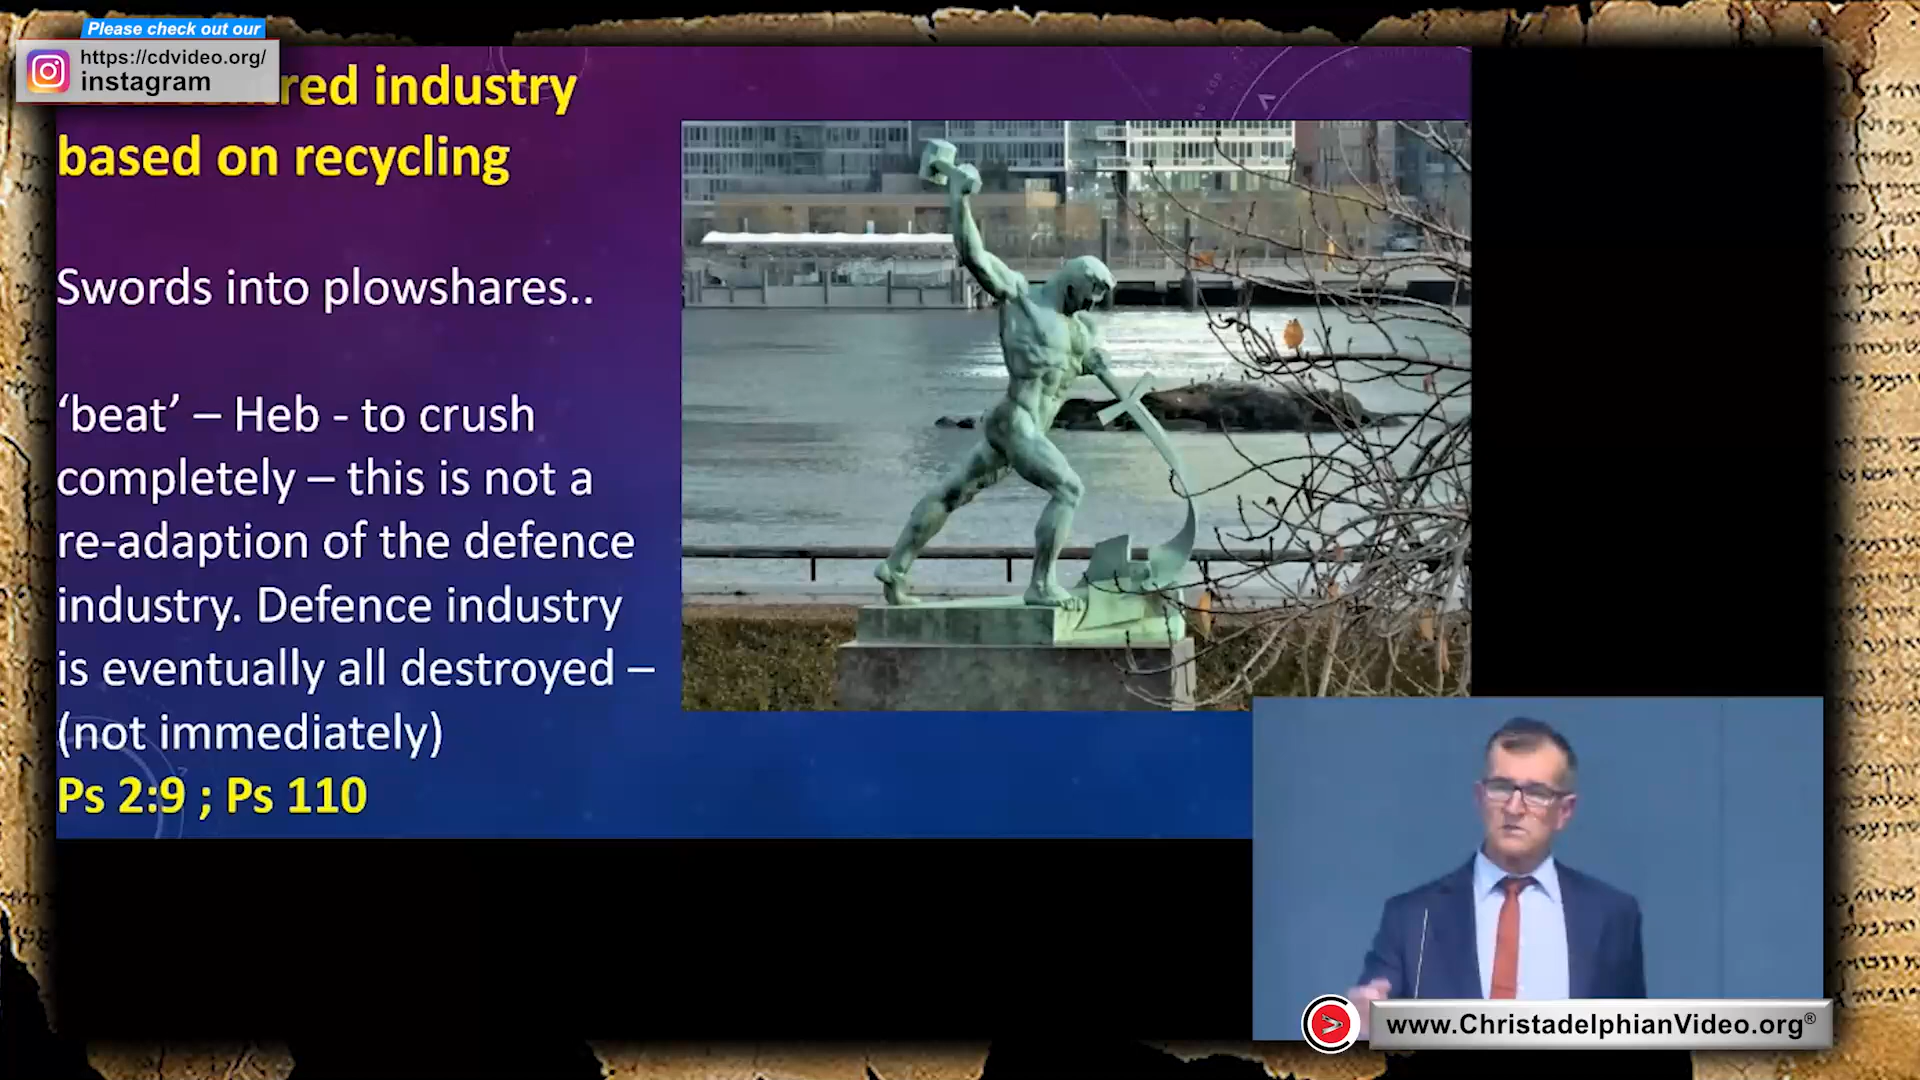 Please check out our
https://cdvideo.org/
instagram
industry
based on recycling
Swords into plowshares..
‘beat’ – Heb - to crush
completely – this is not a
re-adaption of the defence
industry. Defence industry
is eventually all destroyed –
(not immediately)
Ps 2:9 ; Ps 110
www.ChristadelphianVideo.org®